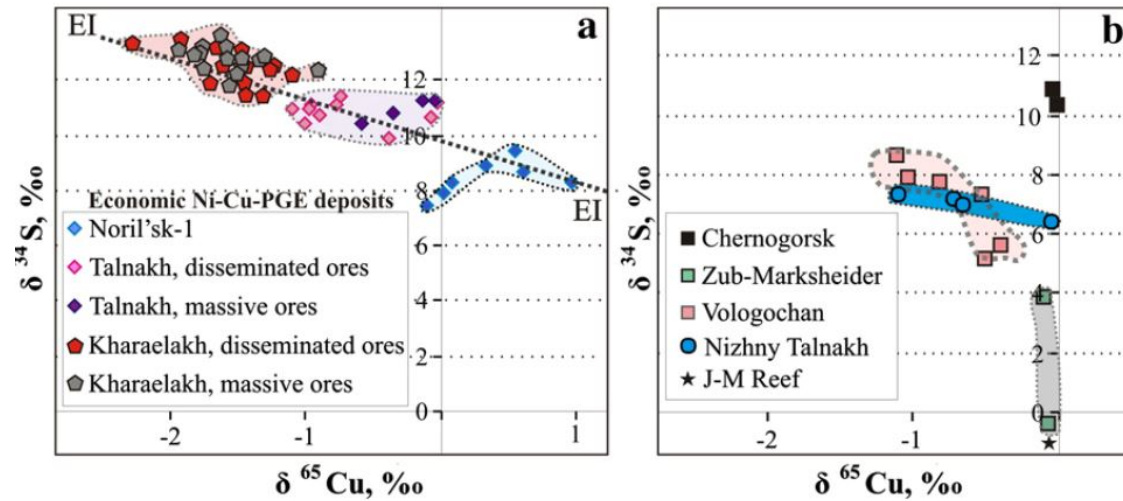 EI
a
12
10
8
6
4
2
0
-2
-1
1
EI
δ ³⁴ S, ‰
δ ⁶⁵ Cu, ‰
Economic Ni-Cu-PGE deposits
Noril'sk-1
Talnakh, disseminated ores
Talnakh, massive ores
Kharaelakh, disseminated ores
Kharaelakh, massive ores
b
12
10
8
6
4
2
0
-2
-1
δ ³⁴ S, ‰
δ ⁶⁵ Cu, ‰
Chernogorsk
Zub-Marksheider
Vologochan
Nizhny Talnakh
J-M Reef